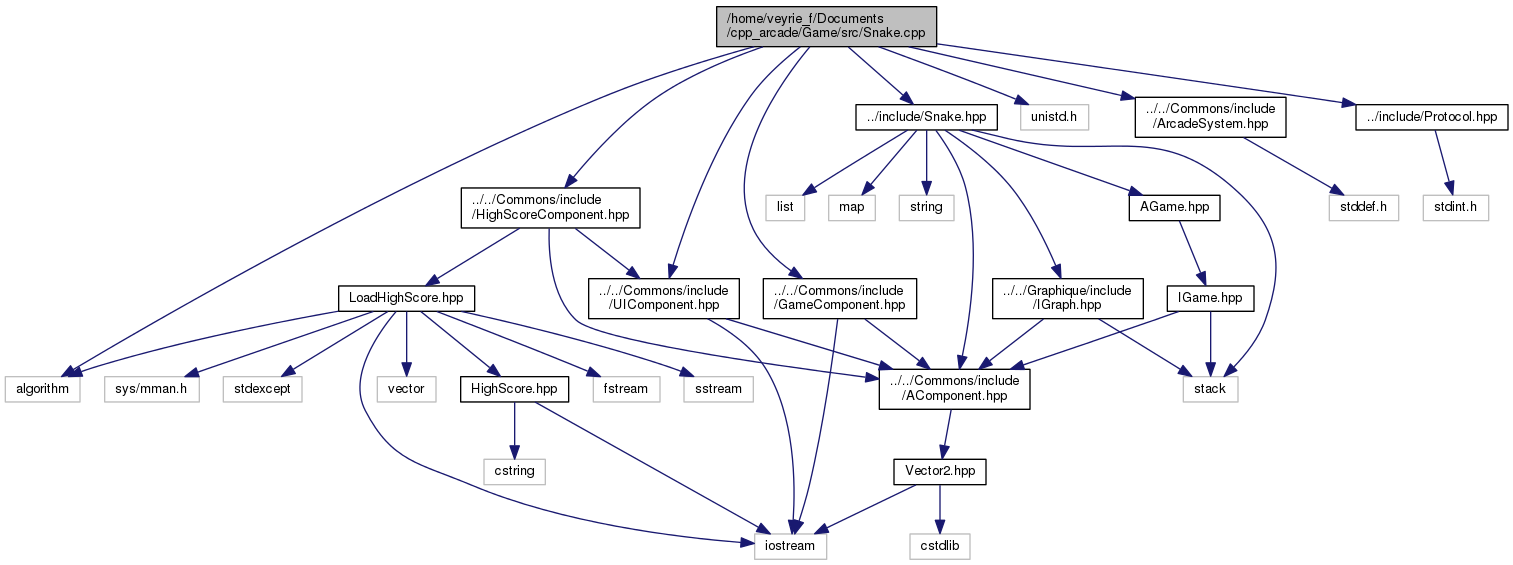 /home/veyrie_f/Documents
/cpp_arcade/Game/src/Snake.cpp
../include/Snake.hpp
unistd.h
../../Commons/include
/ArcadeSystem.hpp
../include/Protocol.hpp
../../Commons/include
/HighScoreComponent.hpp
list
map
string
AGame.hpp
stddef.h
stdint.h
LoadHighScore.hpp
../../Commons/include
/UIComponent.hpp
../../Commons/include
/GameComponent.hpp
../../Graphique/include
/IGraph.hpp
IGame.hpp
algorithm
sys/mman.h
stdexcept
vector
HighScore.hpp
fstream
sstream
../../Commons/include
/AComponent.hpp
stack
cstring
Vector2.hpp
iostream
cstdlib